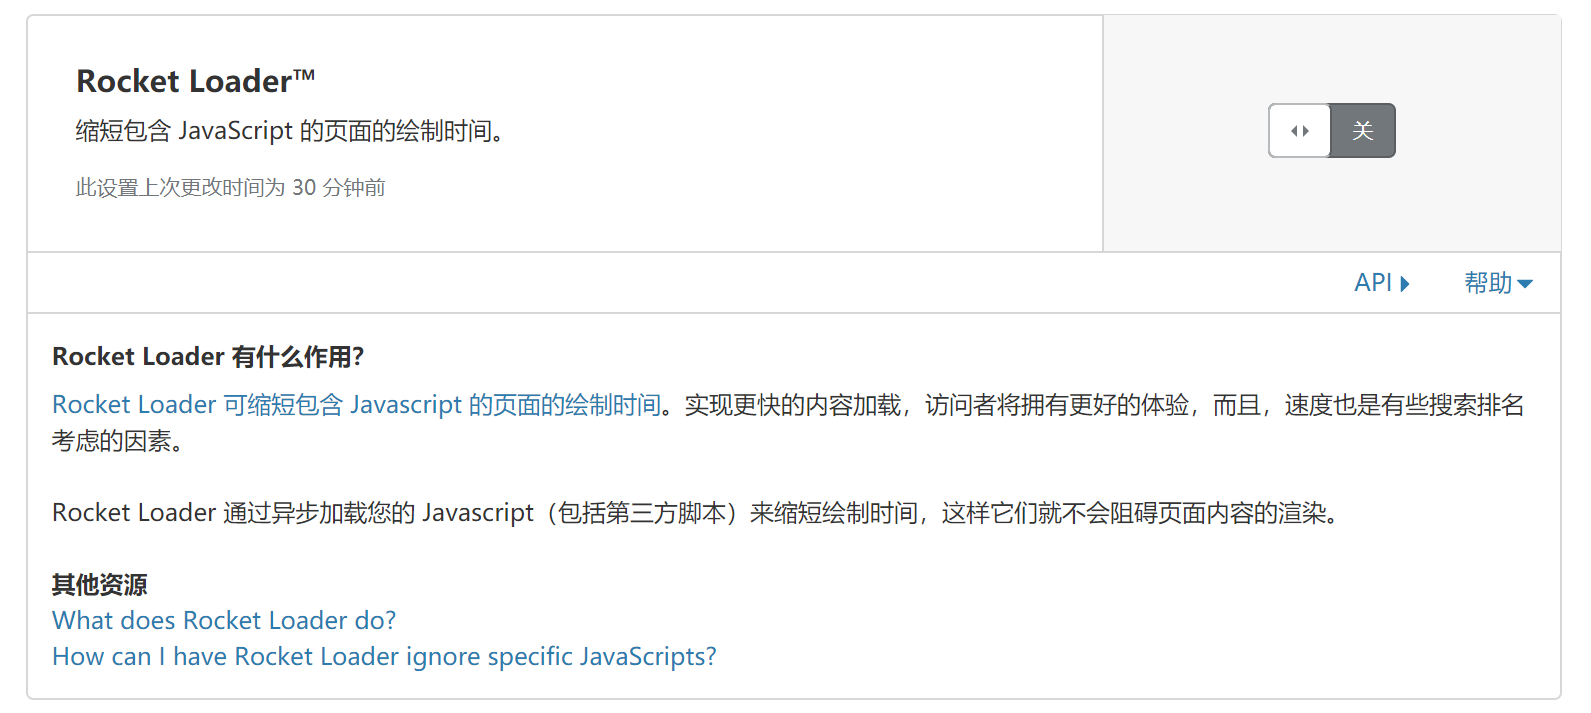 Rocket Loader™
缩短包含 JavaScript 的页面的绘制时间。
此设置上次更改时间为 30 分钟前
关
API
帮助
Rocket Loader 有什么作用?
Rocket Loader 可缩短包含 Javascript 的页面的绘制时间。实现更快的内容加载，访问者将拥有更好的体验，而且，速度也是有些搜索排名
考虑的因素。
Rocket Loader 通过异步加载您的 Javascript（包括第三方脚本）来缩短绘制时间，这样它们就不会阻碍页面内容的渲染。
其他资源
What does Rocket Loader do?
How can I have Rocket Loader ignore specific JavaScripts?